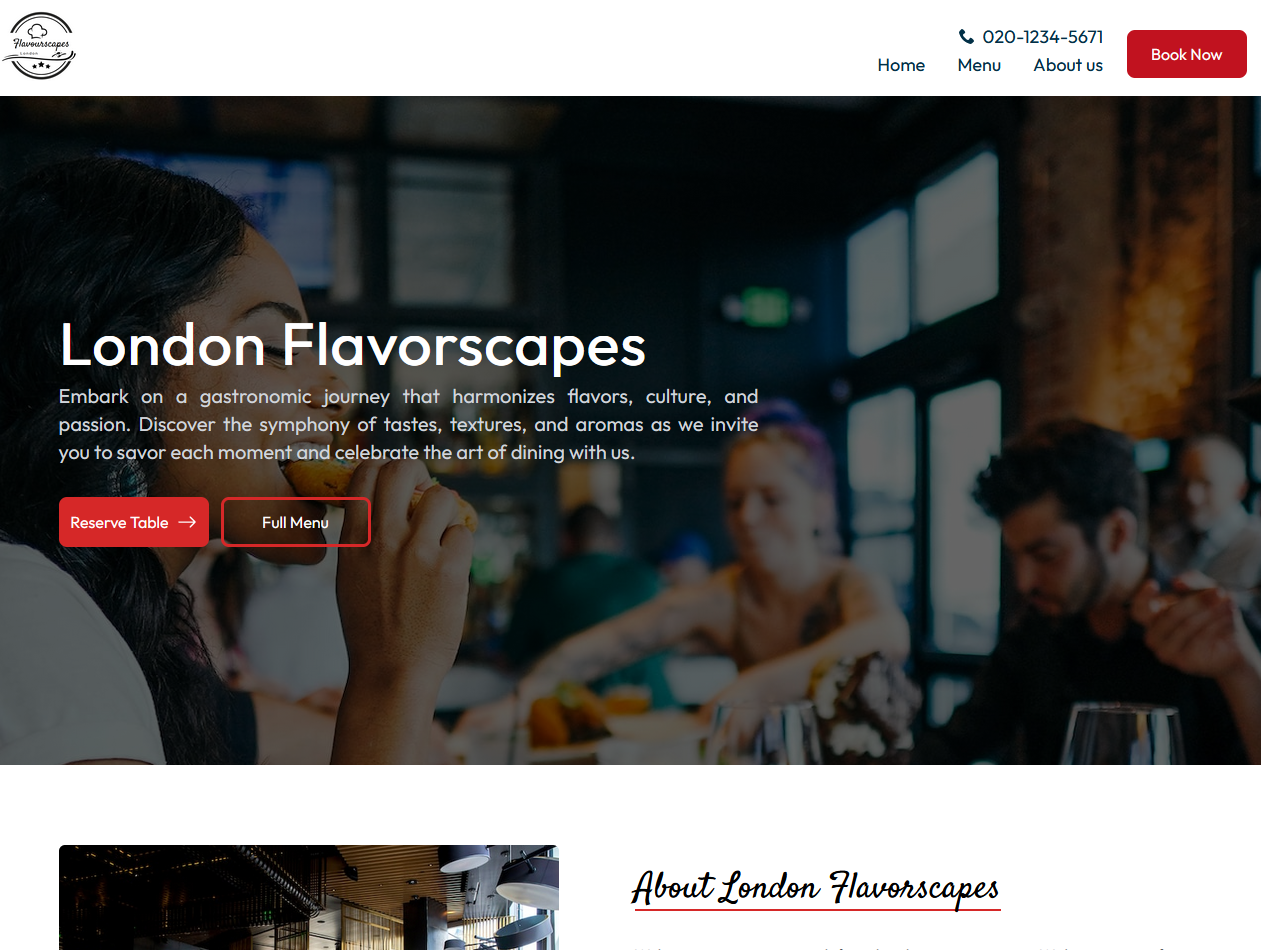 Flavourscapes
London
020-1234-5671
Home Menu About us
Book Now
London Flavorscapes
Embark on a gastronomic journey that harmonizes flavors, culture, and
passion. Discover the symphony of tastes, textures, and aromas as we invite
you to savor each moment and celebrate the art of dining with us.
Reserve Table →
Full Menu
About London Flavorscapes